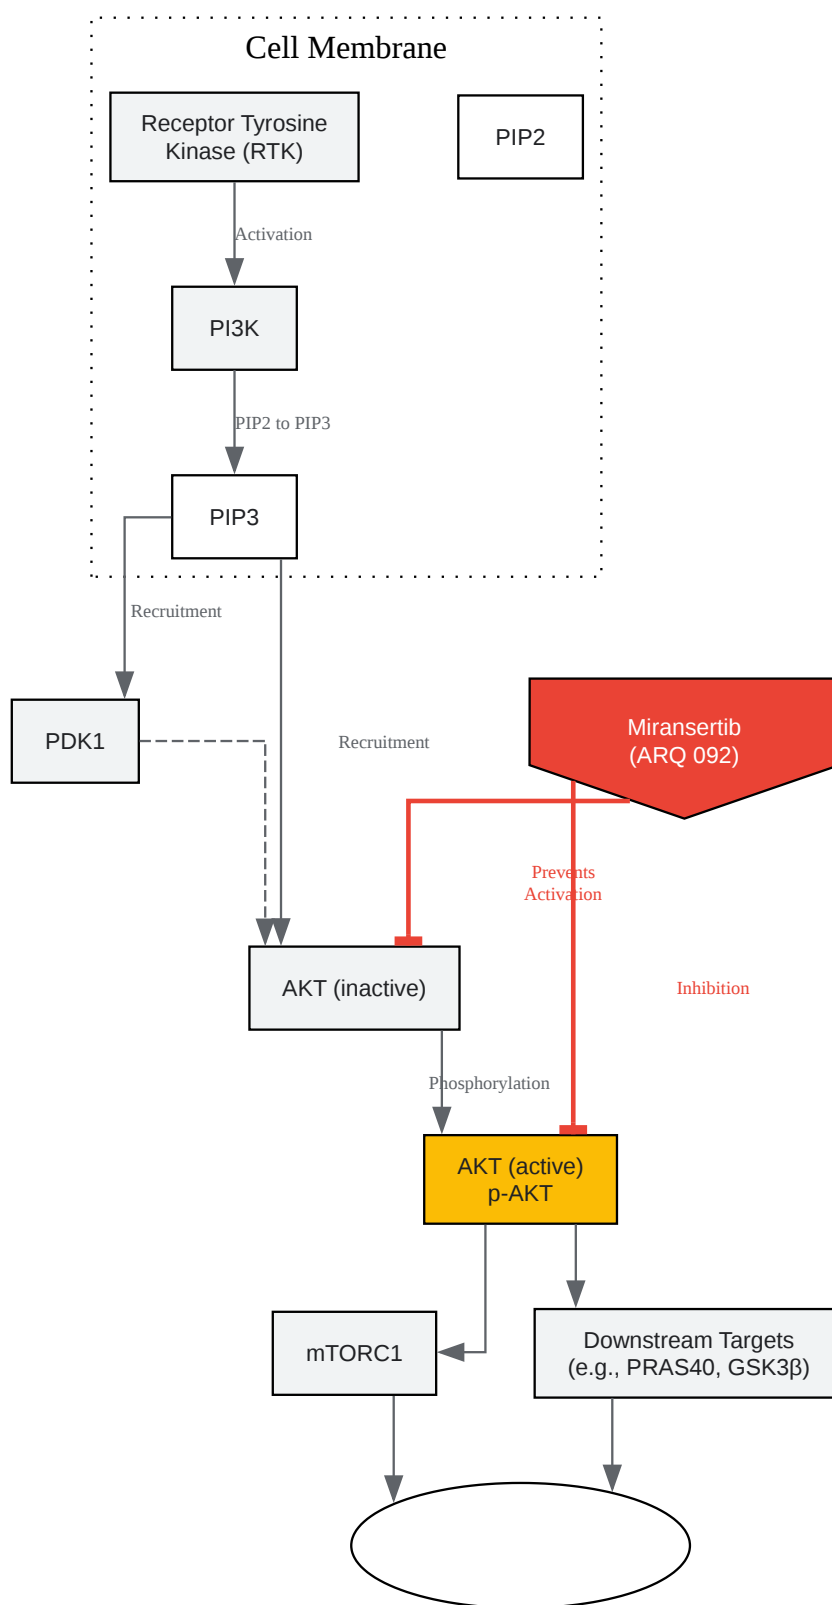 Cell Membrane
Receptor Tyrosine
Kinase (RTK)
PIP2
Activation
PI3K
PIP2 to PIP3
PIP3
Recruitment
PDK1
Recruitment
Miransertib
(ARQ 092)
Prevents
Activation
AKT (inactive)
Inhibition
Phosphorylation
AKT (active)
p-AKT
mTORC1
Downstream Targets
(e.g., PRAS40, GSK3β)